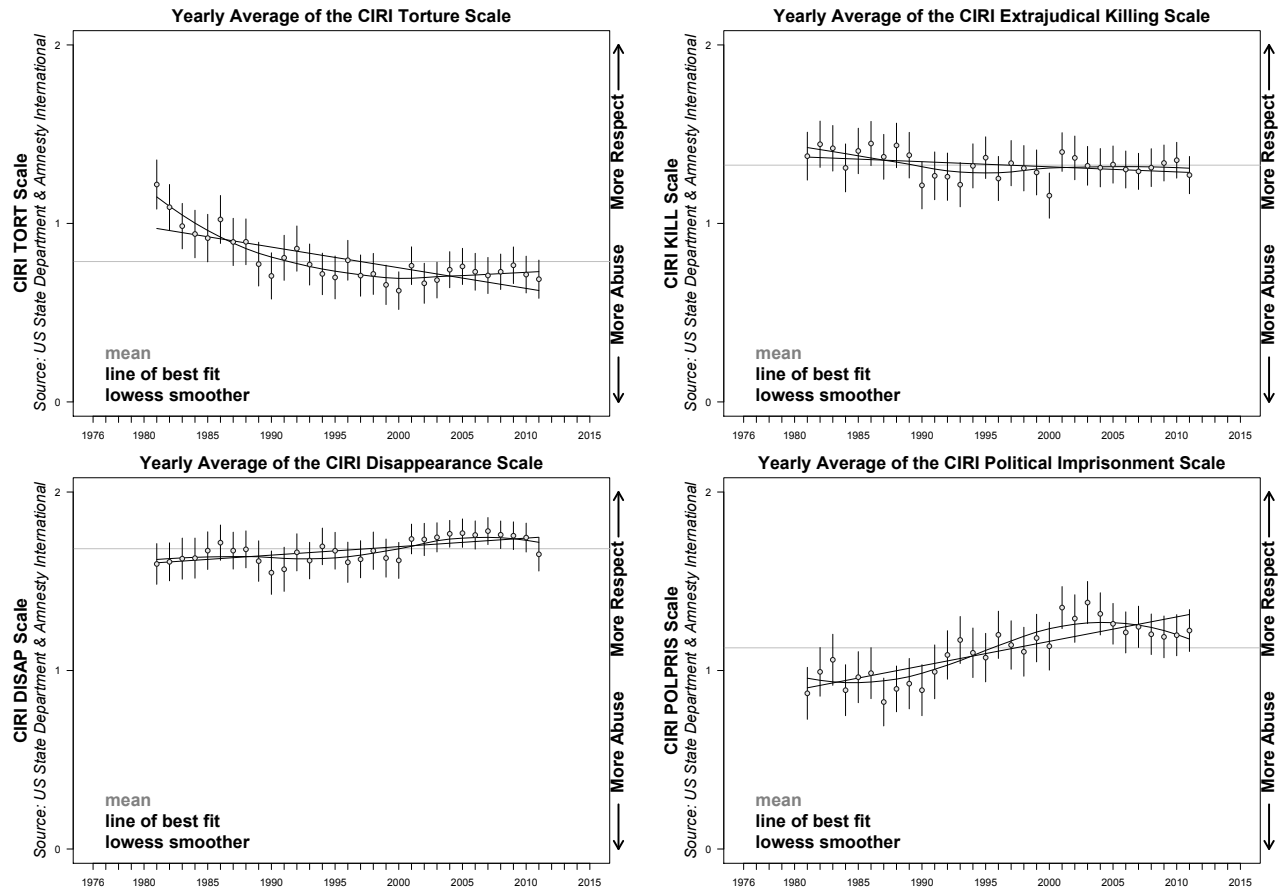 Yearly Average of the CIRI Torture Scale
CIRI TORT Scale
Source: US State Department & Amnesty International
2
1
0
mean
line of best fit
lowess smoother
More Abuse
More Respect
1976 1980 1985 1990 1995 2000 2005 2010 2015
Yearly Average of the CIRI Extrajudical Killing Scale
CIRI KILL Scale
Source: US State Department & Amnesty International
2
1
0
mean
line of best fit
lowess smoother
More Abuse
More Respect
1976 1980 1985 1990 1995 2000 2005 2010 2015
Yearly Average of the CIRI Disappearance Scale
CIRI DISAP Scale
Source: US State Department & Amnesty International
2
1
0
mean
line of best fit
lowess smoother
More Abuse
More Respect
1976 1980 1985 1990 1995 2000 2005 2010 2015
Yearly Average of the CIRI Political Imprisonment Scale
CIRI POLPRIS Scale
Source: US State Department & Amnesty International
2
1
0
mean
line of best fit
lowess smoother
More Abuse
More Respect
1976 1980 1985 1990 1995 2000 2005 2010 2015